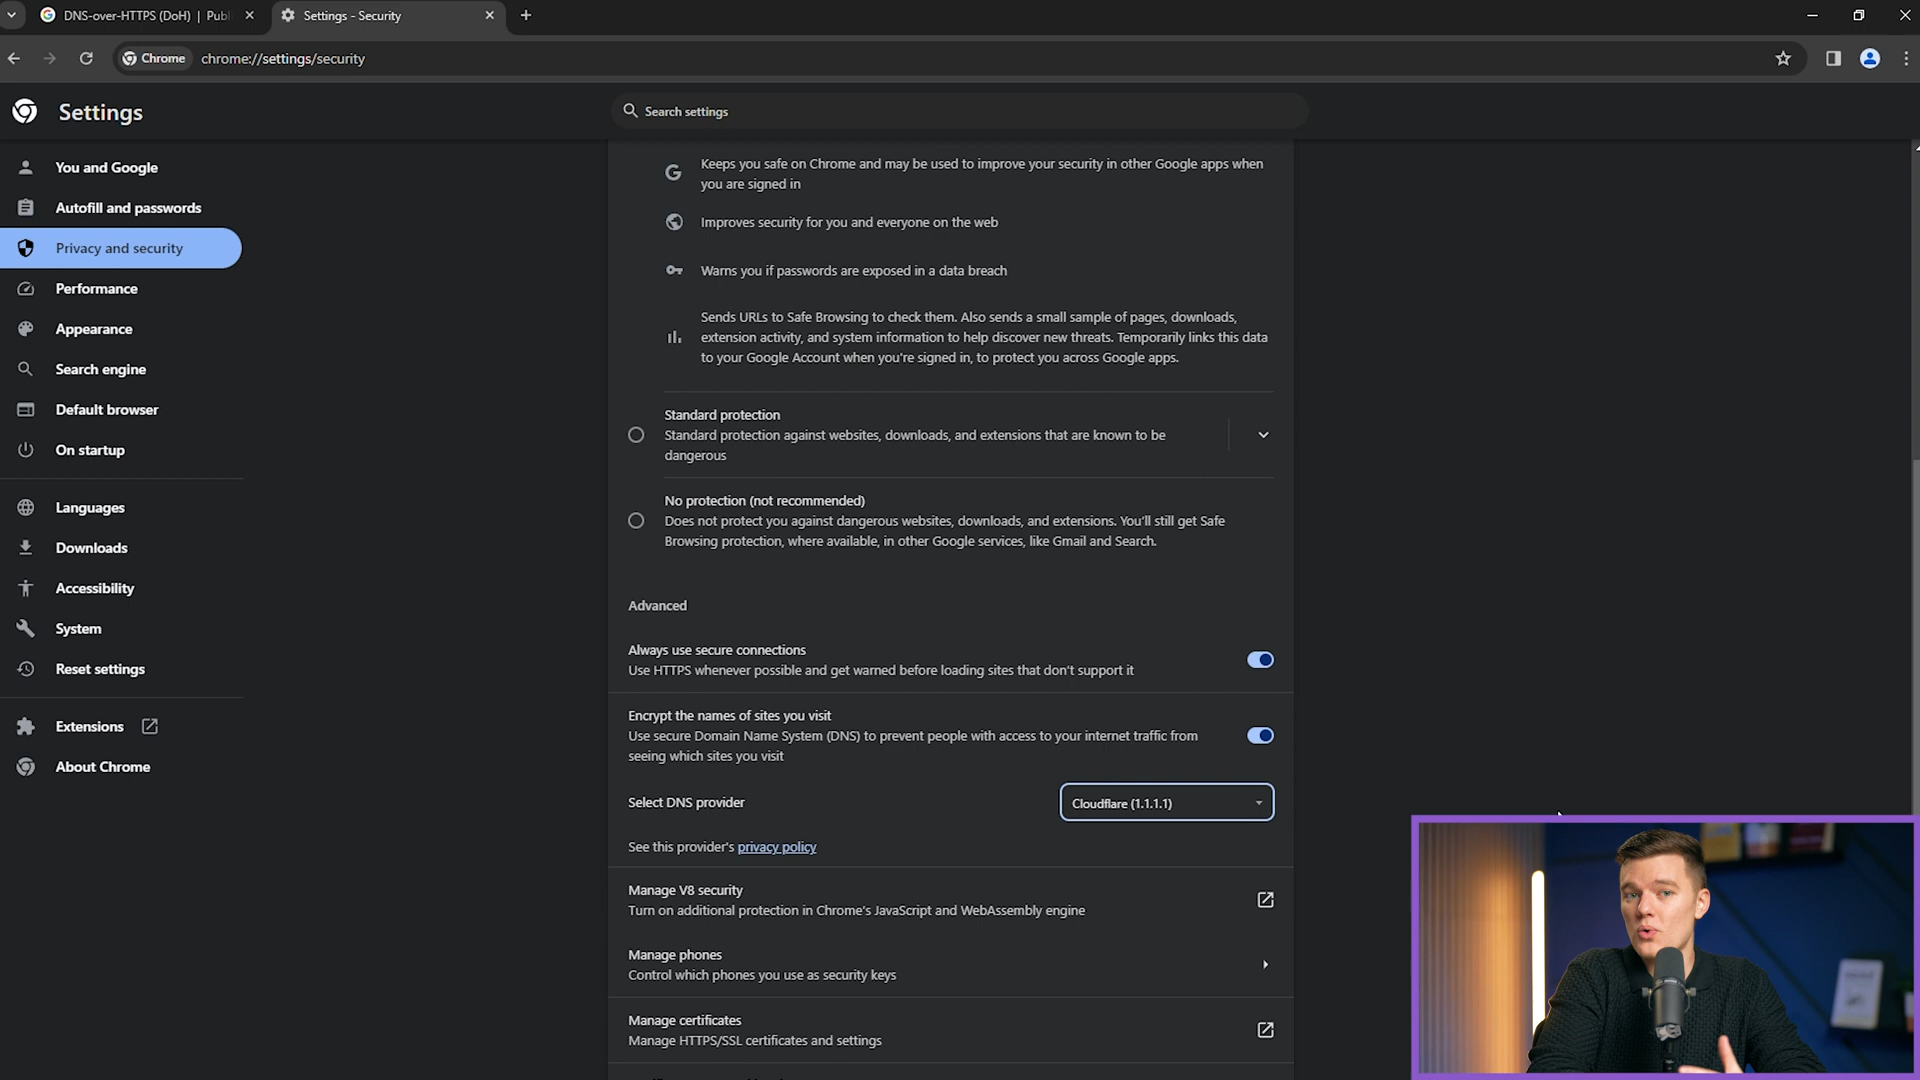 DNS-over-HTTPS (DoH) | Publ
Settings - Security
Chrome
chrome://settings/security
Settings
Search settings
You and Google
Autofill and passwords
Privacy and security
Performance
Appearance
Search engine
Default browser
On startup
Languages
Downloads
Accessibility
System
Reset settings
Extensions
About Chrome
Keeps you safe on Chrome and may be used to improve your security in other Google apps when
you are signed in
Improves security for you and everyone on the web
Warns you if passwords are exposed in a data breach
Sends URLs to Safe Browsing to check them. Also sends a small sample of pages, downloads,
extension activity, and system information to help discover new threats. Temporarily links this data
to your Google Account when you're signed in, to protect you across Google apps.
Standard protection
Standard protection against websites, downloads, and extensions that are known to be
dangerous
No protection (not recommended)
Does not protect you against dangerous websites, downloads, and extensions. You'll still get Safe
Browsing protection, where available, in other Google services, like Gmail and Search.
Advanced
Always use secure connections
Use HTTPS whenever possible and get warned before loading sites that don't support it
Encrypt the names of sites you visit
Use secure Domain Name System (DNS) to prevent people with access to your internet traffic from
seeing which sites you visit
Select DNS provider
Cloudflare (1.1.1.1)
See this provider's privacy policy
Manage V8 security
Turn on additional protection in Chrome's JavaScript and WebAssembly engine
Manage phones
Control which phones you use as security keys
Manage certificates
Manage HTTPS/SSL certificates and settings